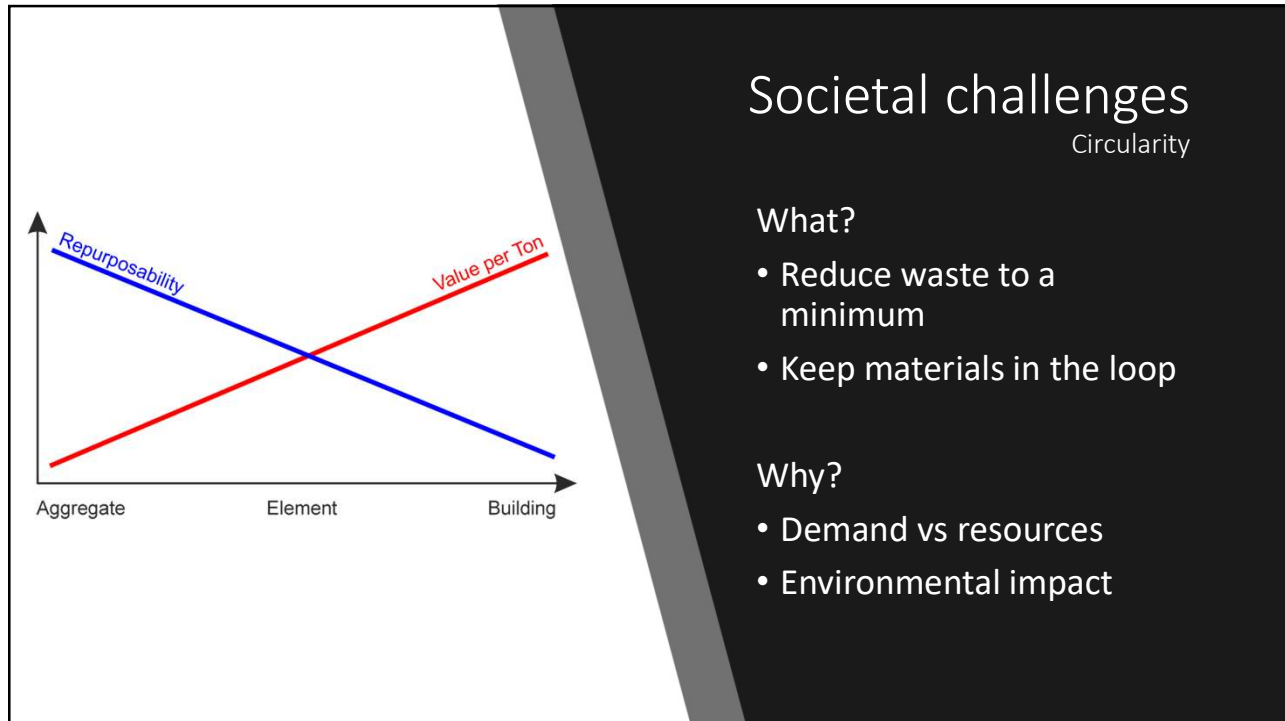 Societal challenges
Circularity
Repurposability
Value per Ton
Aggregate
Element
Building
What?
• Reduce waste to a
minimum
• Keep materials in the loop
Why?
• Demand vs resources
• Environmental impact